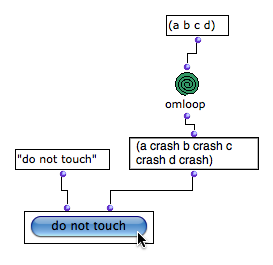 (a b c d)
omloop
"do not touch"
(a crash b crash c
crash d crash)
do not touch